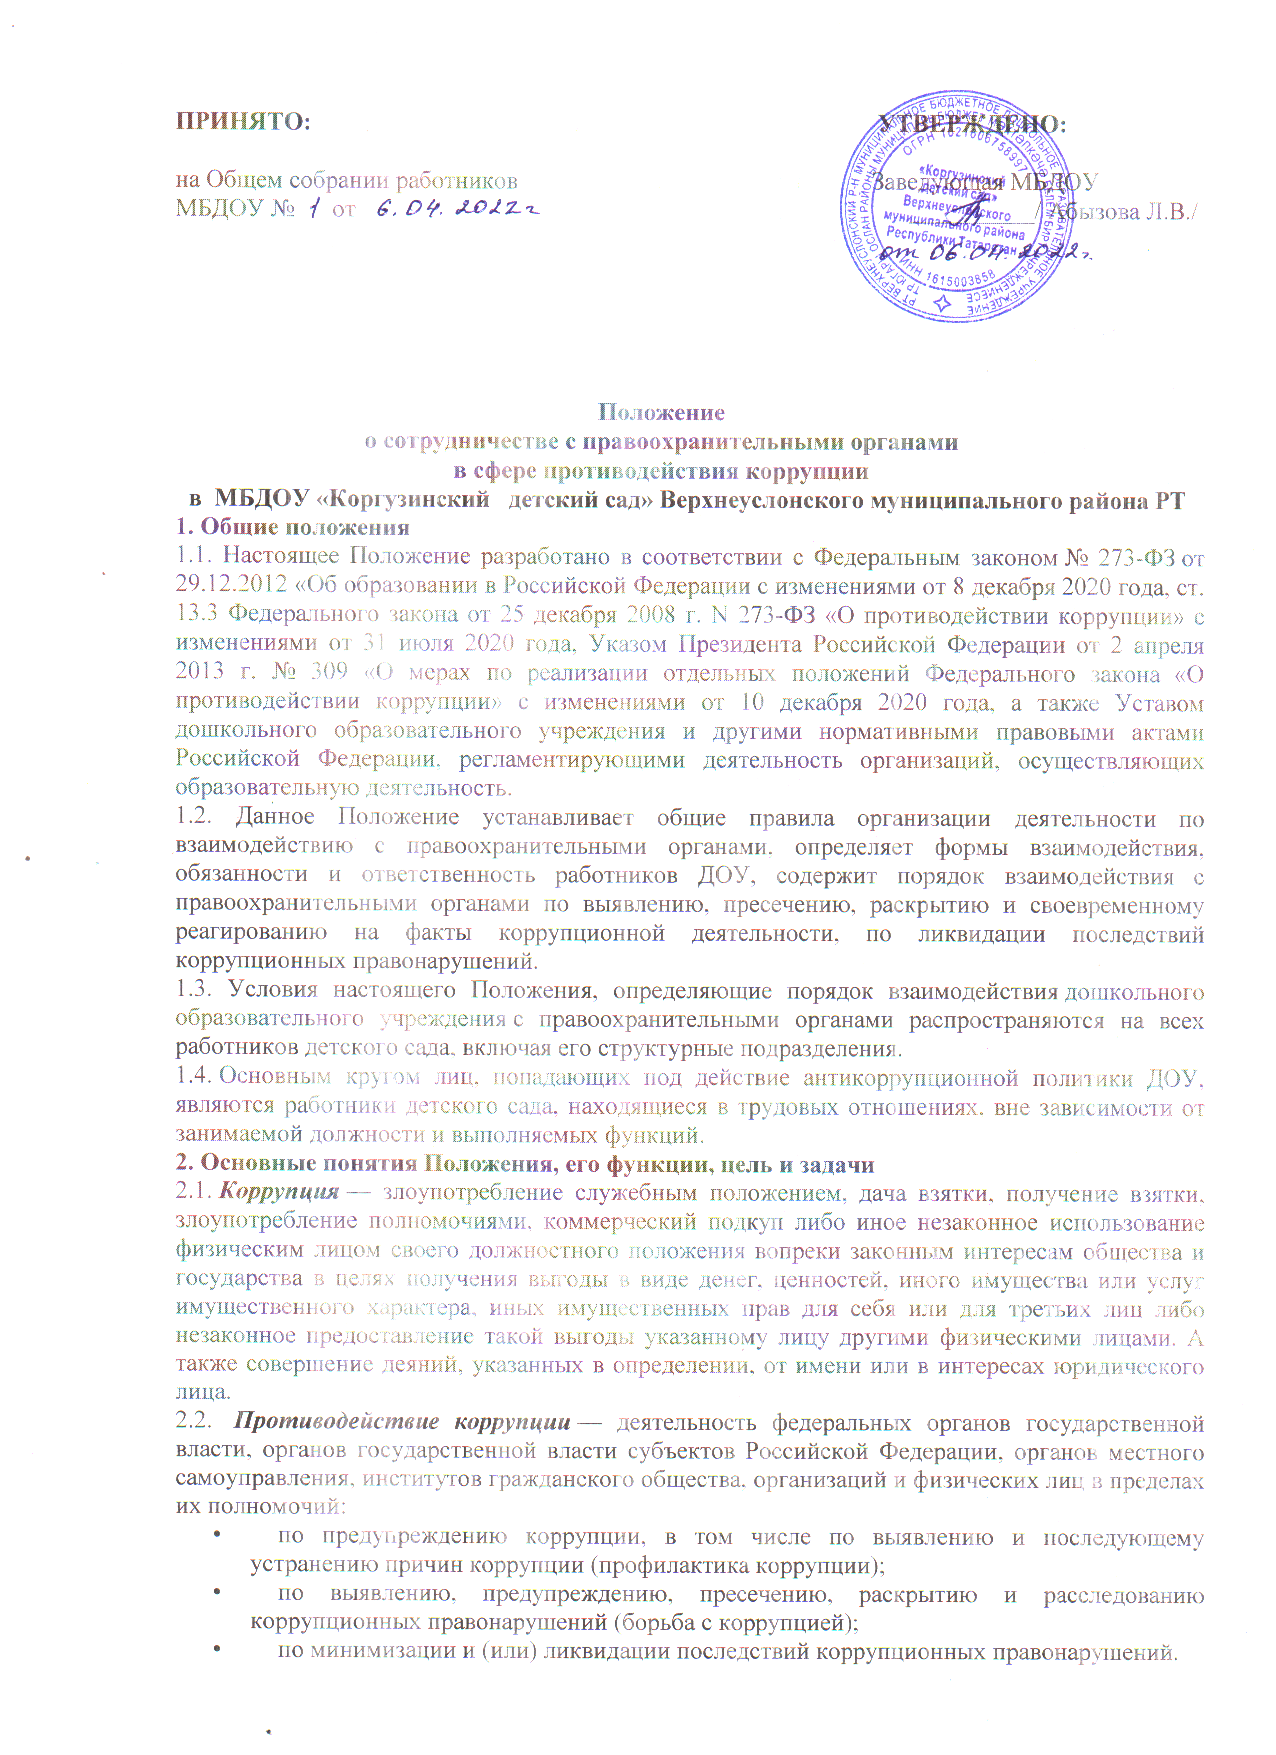 ПРИНЯТО:
УТВЕРЖДЕНО:
на Общем собрании работников
Заведующая МБДОУ
МБДОУ № 1 от 6.04.2022г
/ Абызова Л.В./
от 06.04.2022г.
«Коргузинский
детский сад»
Верхнеуслонского
муниципального района
Республики Татарстан
ОГРН 1021606758997
ИНН 1615003658
Положение
о сотрудничестве с правоохранительными органами
в сфере противодействия коррупции
в МБДОУ «Коргузинский детский сад» Верхнеуслонского муниципального района РТ
1. Общие положения
1.1. Настоящее Положение разработано в соответствии с Федеральным законом № 273-ФЗ от
29.12.2012 «Об образовании в Российской Федерации с изменениями от 8 декабря 2020 года, ст.
13.3 Федерального закона от 25 декабря 2008 г. N 273-ФЗ «О противодействии коррупции» с
изменениями от 31 июля 2020 года, Указом Президента Российской Федерации от 2 апреля
2013 г. № 309 «О мерах по реализации отдельных положений Федерального закона «О
противодействии коррупции» с изменениями от 10 декабря 2020 года, а также Уставом
дошкольного образовательного учреждения и другими нормативными правовыми актами
Российской Федерации, регламентирующими деятельность организаций, осуществляющих
образовательную деятельность.
1.2. Данное Положение устанавливает общие правила организации деятельности по
взаимодействию с правоохранительными органами, определяет формы взаимодействия,
обязанности и ответственность работников ДОУ, содержит порядок взаимодействия с
правоохранительными органами по выявлению, пресечению, раскрытию и своевременному
реагированию на факты коррупционной деятельности, по ликвидации последствий
коррупционных правонарушений.
1.3. Условия настоящего Положения, определяющие порядок взаимодействия дошкольного
образовательного учреждения с правоохранительными органами распространяются на всех
работников детского сада, включая его структурные подразделения.
1.4. Основным кругом лиц, попадающих под действие антикоррупционной политики ДОУ,
являются работники детского сада, находящиеся в трудовых отношениях, вне зависимости от
занимаемой должности и выполняемых функций.
2. Основные понятия Положения, его функции, цель и задачи
2.1. Коррупция — злоупотребление служебным положением, дача взятки, получение взятки,
злоупотребление полномочиями, коммерческий подкуп либо иное незаконное использование
физическим лицом своего должностного положения вопреки законным интересам общества и
государства в целях получения выгоды в виде денег, ценностей, иного имущества или услуг
имущественного характера, иных имущественных прав для себя или для третьих лиц либо
незаконное предоставление такой выгоды указанному лицу другими физическими лицами. А
также совершение деяний, указанных в определении, от имени или в интересах юридического
лица.
2.2. Противодействие коррупции — деятельность федеральных органов государственной
власти, органов государственной власти субъектов Российской Федерации, органов местного
самоуправления, институтов гражданского общества, организаций и физических лиц в пределах
их полномочий:
• по предупреждению коррупции, в том числе по выявлению и последующему
устранению причин коррупции (профилактика коррупции);
• по выявлению, предупреждению, пресечению, раскрытию и расследованию
коррупционных правонарушений (борьба с коррупцией);
• по минимизации и (или) ликвидации последствий коррупционных правонарушений.